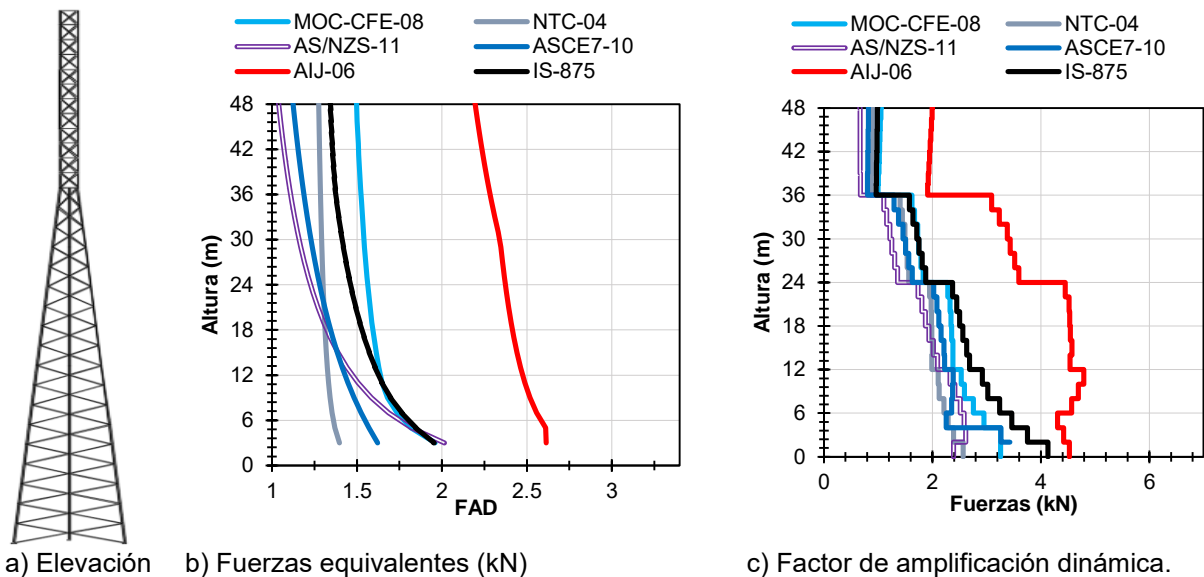 MOC-CFE-08 NTC-04
AS/NZS-11 ASCE7-10
AIJ-06 IS-875
48
42
36
30
24
18
12
6
0
Altura (m)
1 1.5 2 2.5 3
FAD
MOC-CFE-08 NTC-04
AS/NZS-11 ASCE7-10
AIJ-06 IS-875
48
42
36
30
24
18
12
6
0
Altura (m)
0 2 4 6
Fuerzas (kN)
a) Elevación b) Fuerzas equivalentes (kN) c) Factor de amplificación dinámica.